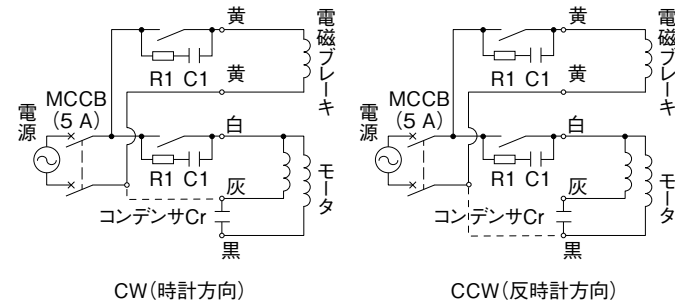 黄
電磁ブレーキ
R1 C1
黄
MCCB
(5 A)
電源
白
R1 C1
灰
モータ
コンデンサCr
黒
CW(時計方向)
黄
電磁ブレーキ
R1 C1
黄
MCCB
(5 A)
電源
白
R1 C1
灰
モータ
コンデンサCr
黒
CCW(反時計方向)